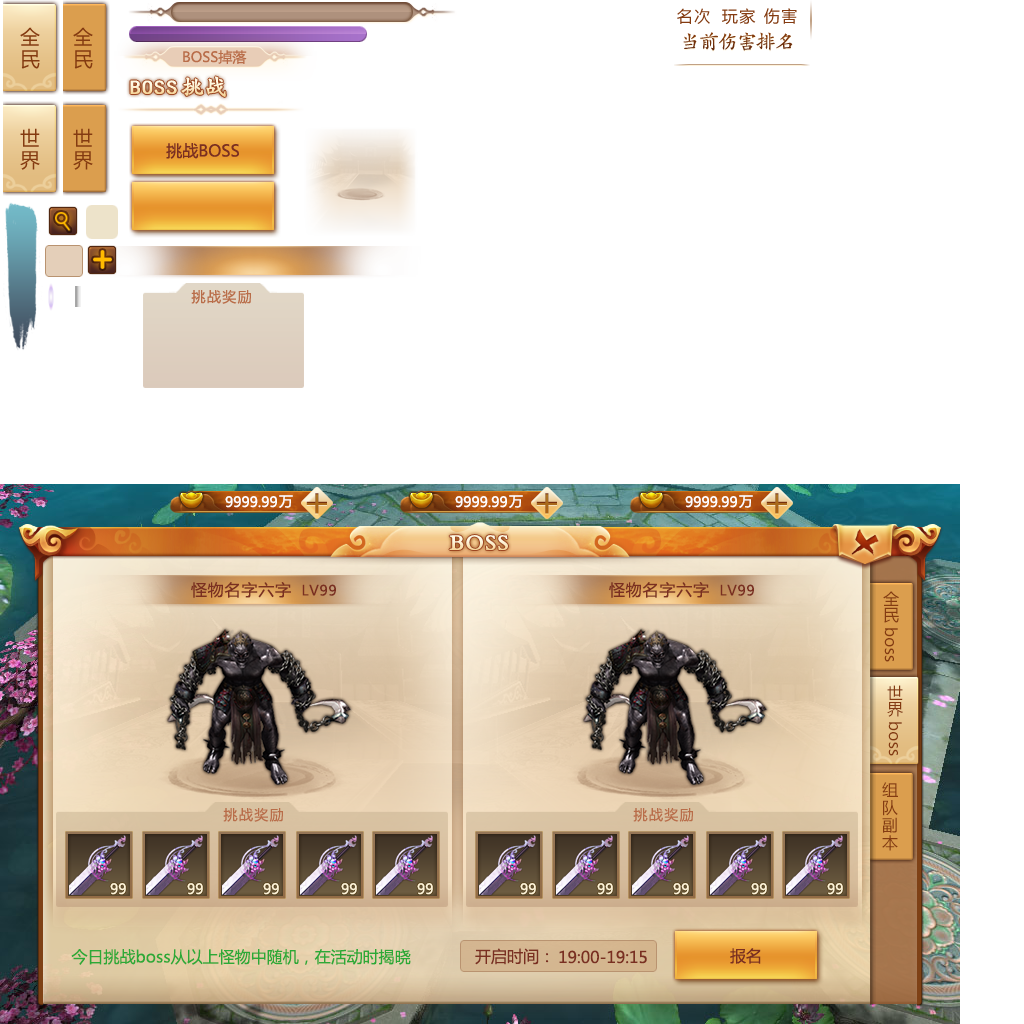 全民
全民
世界
世界
BOSS掉落
BOSS挑战
挑战BOSS
挑战奖励
名次 玩家 伤害
当前伤害排名
9999.99万
9999.99万
9999.99万
BOSS
怪物名字六字 LV99
怪物名字六字 LV99
全民boss
世界boss
组队副本
挑战奖励
挑战奖励
99 99 99 99 99
99 99 99 99 99
今日挑战boss从以上怪物中随机，在活动时揭晓
开启时间：19:00-19:15
报名